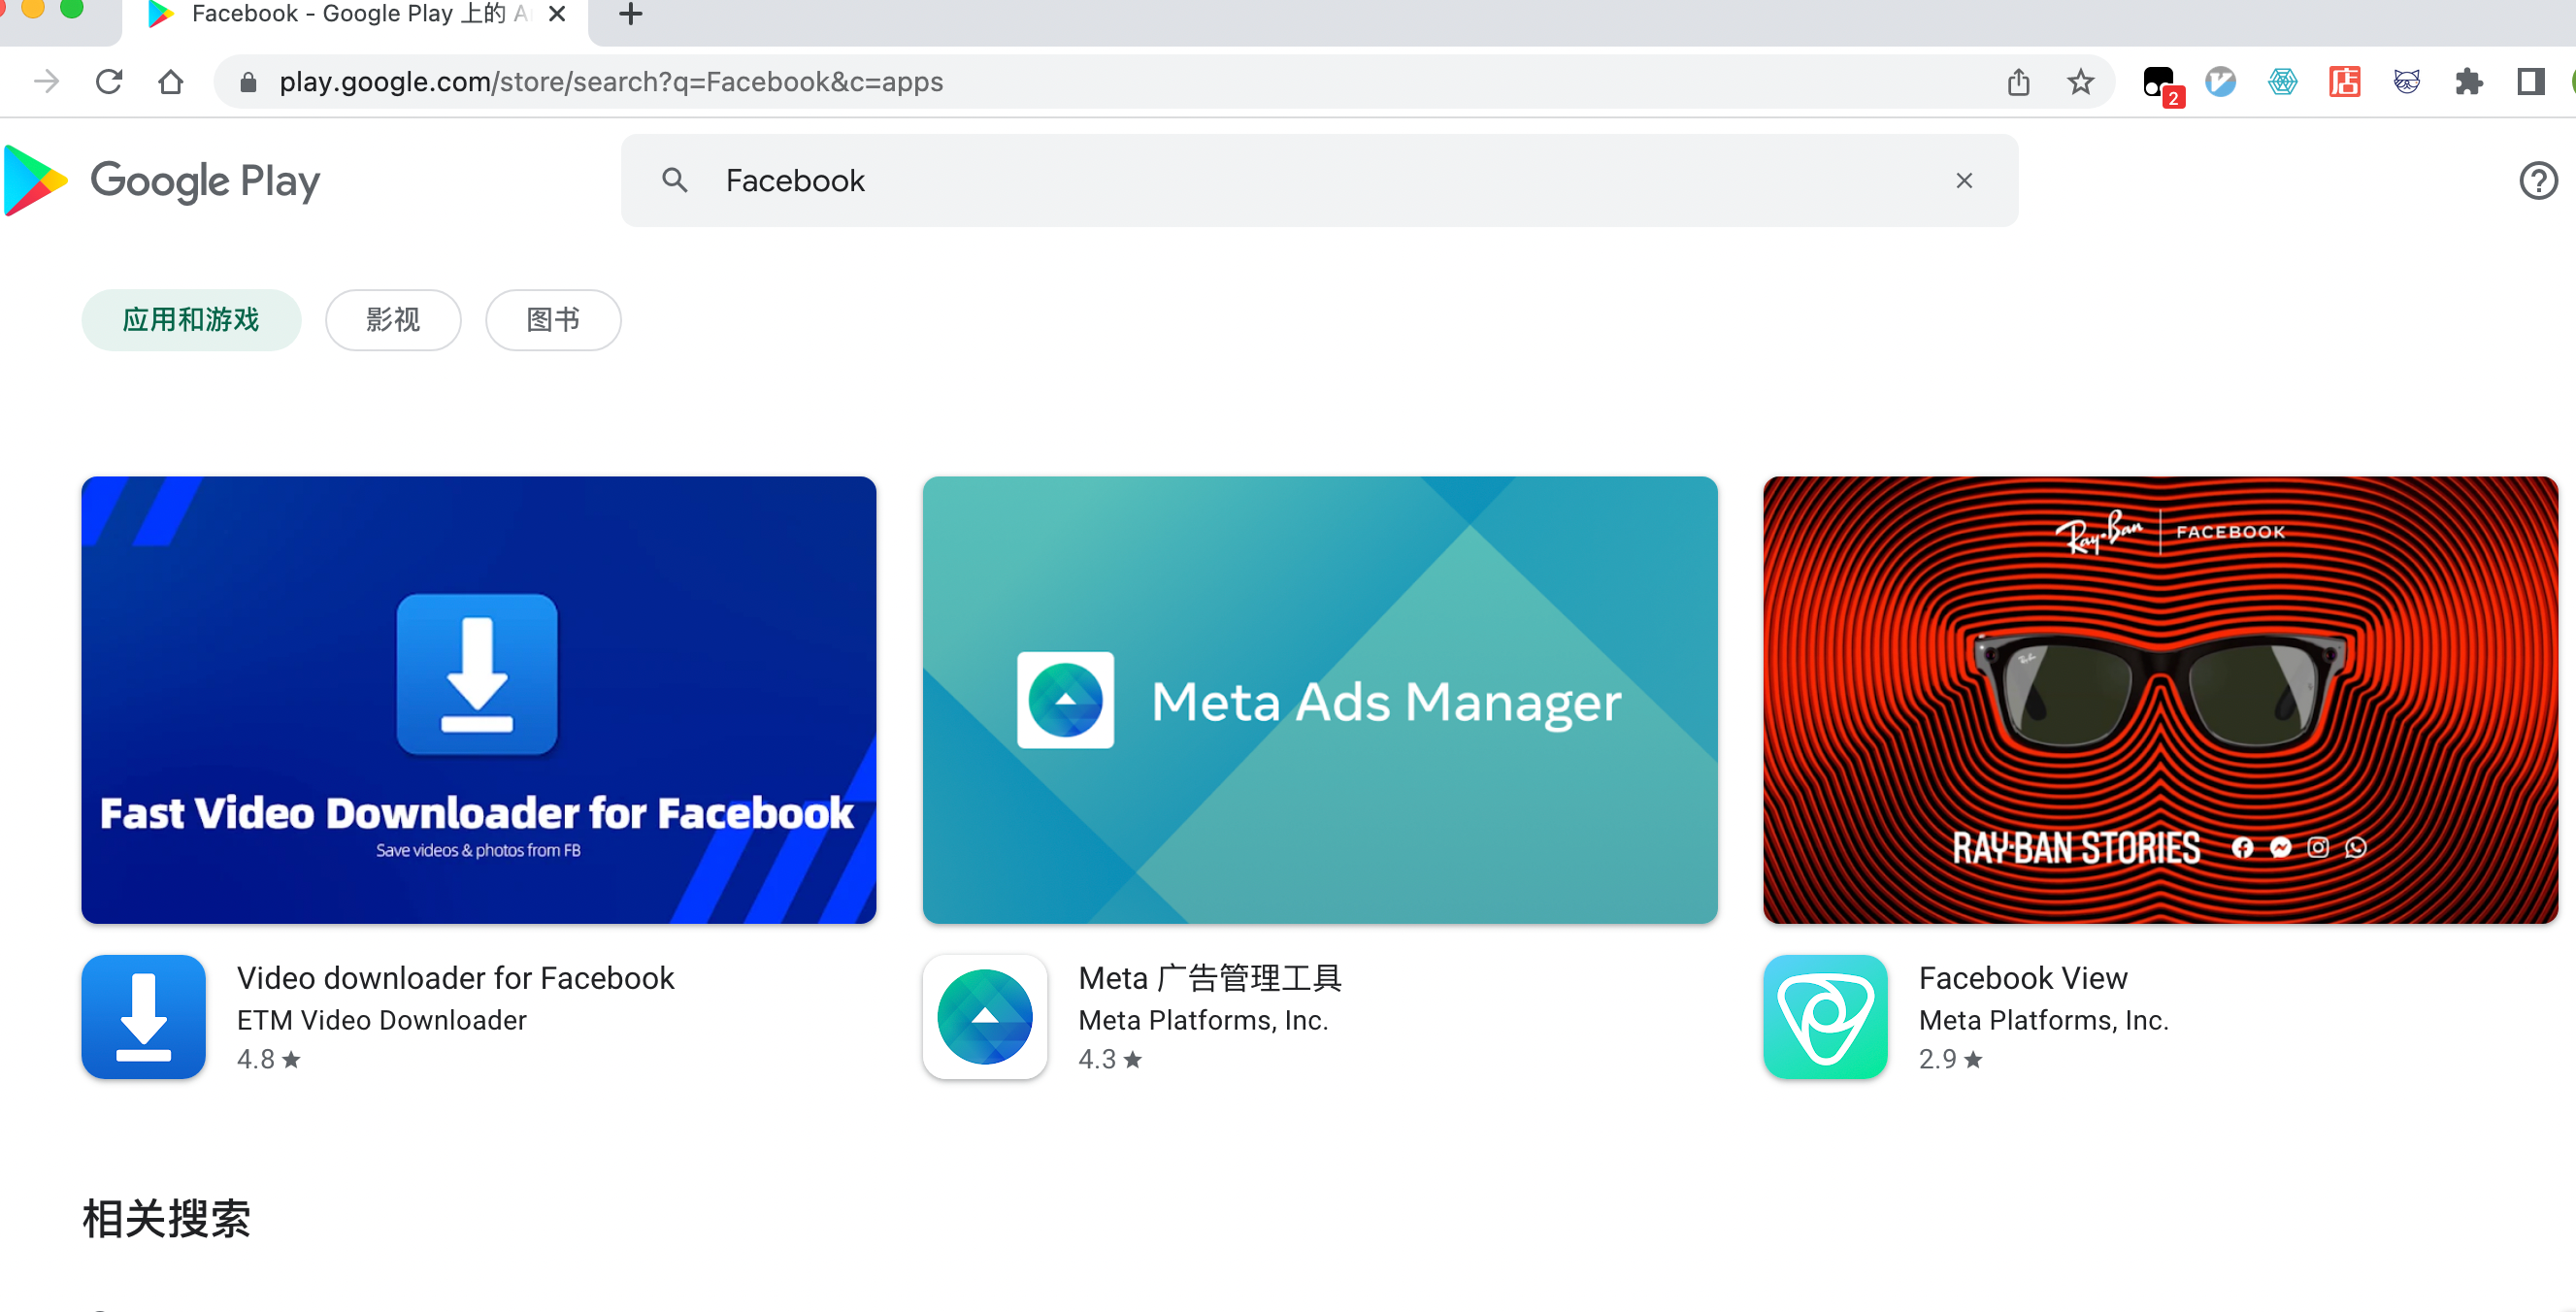 Facebook - Google Play 上的
play.google.com/store/search?q=Facebook&c=apps
2
Google Play
Facebook
应用和游戏
影视
图书
Fast Video Downloader for Facebook
Save videos & photos from FB
Meta Ads Manager
Ray-Ban | FACEBOOK
Ray-Ban
RAY-BAN STORIES
店
Video downloader for Facebook
ETM Video Downloader
4.8 ★
Meta 广告管理工具
Meta Platforms, Inc.
4.3 ★
Facebook View
Meta Platforms, Inc.
2.9 ★
相关搜索